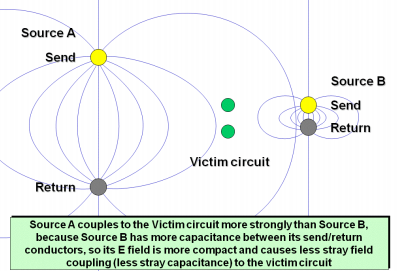 Source A
Send
Source B
Send
Return
Victim circuit
Return
Source A couples to the Victim circuit more strongly than Source B,
because Source B has more capacitance between its send/return
conductors, so its E field is more compact and causes less stray field
coupling (less stray capacitance) to the victim circuit